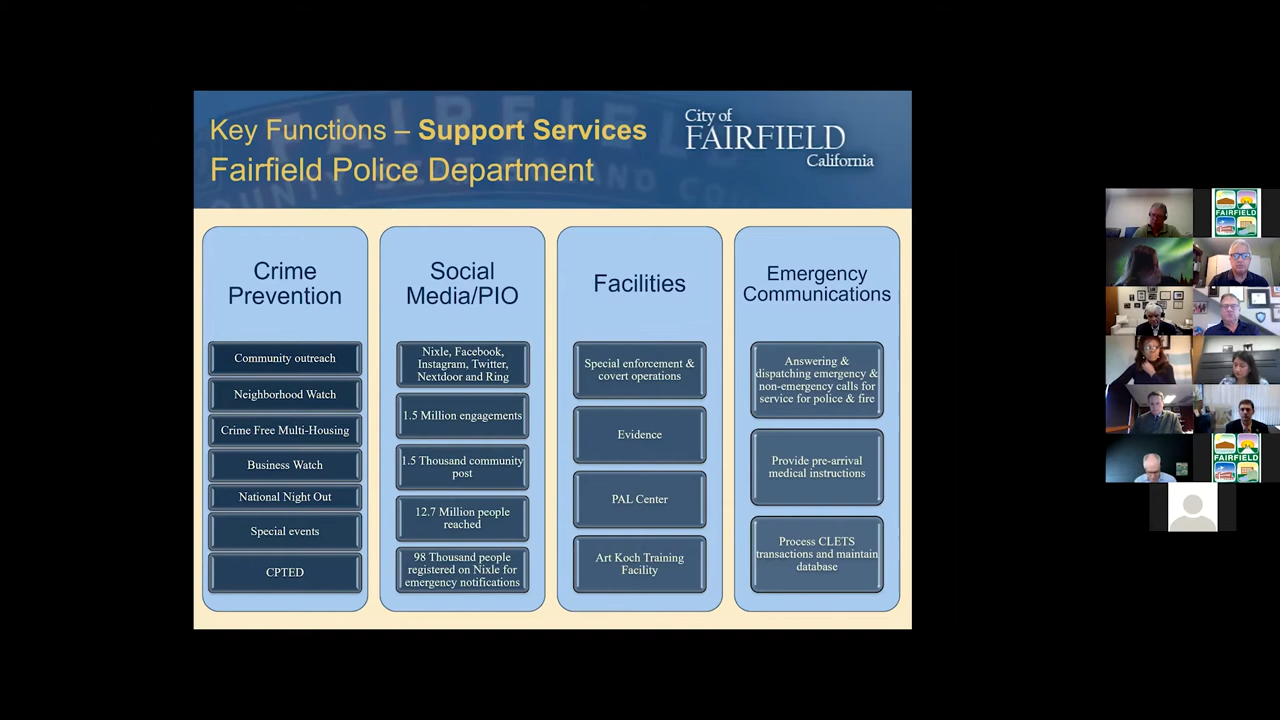 Key Functions – Support Services
Fairfield Police Department
City of
FAIRFIELD
California
Crime
Prevention
Community outreach
Neighborhood Watch
Crime Free Multi-Housing
Business Watch
National Night Out
Special events
CPTED
Social
Media/PIO
Nixle, Facebook,
Instagram, Twitter,
Nextdoor and Ring
1.5 Million engagements
1.5 Thousand community
post
12.7 Million people
reached
98 Thousand people
registered on Nixle for
emergency notifications
Facilities
Special enforcement &
covert operations
Evidence
PAL Center
Art Koch Training
Facility
Emergency
Communications
Answering &
dispatching emergency &
non-emergency calls for
service for police & fire
Provide pre-arrival
medical instructions
Process CLETS
transactions and maintain
database
FAIRFIELD
FAIRFIELD